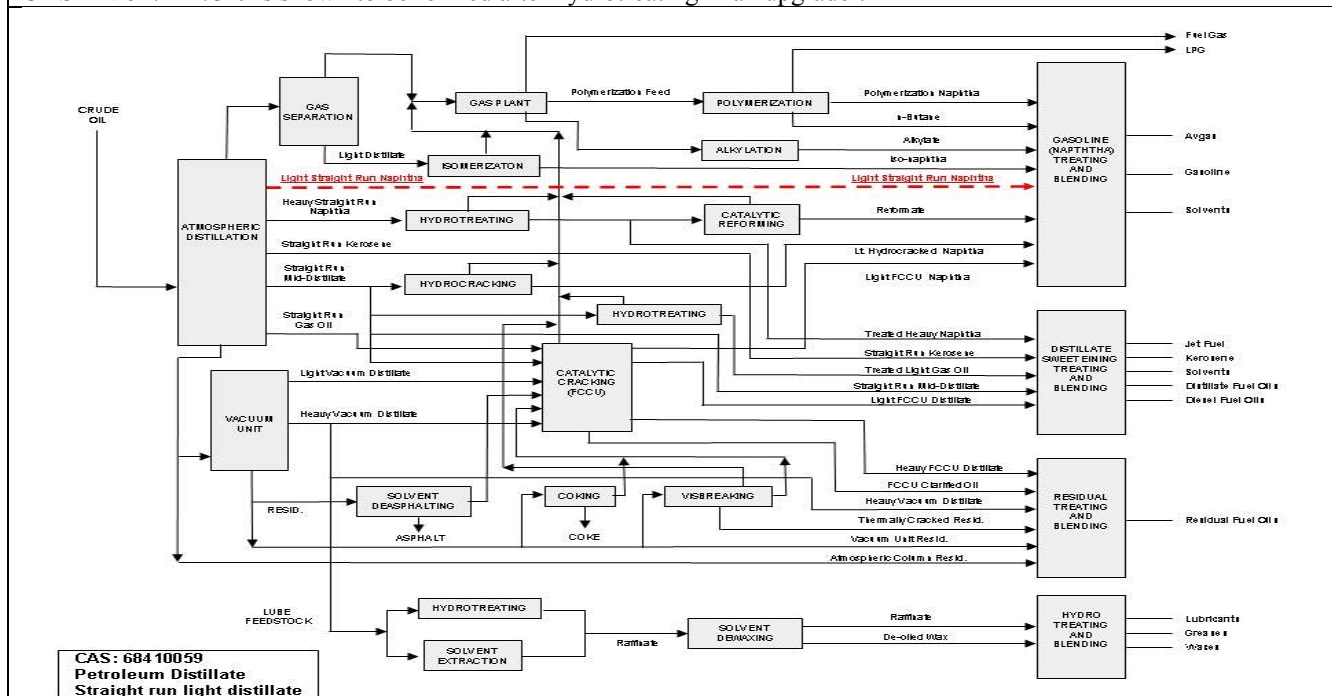 Fuel Gas
LPG
CRUDE
OIL
GAS
SEPARATION
GAS PLANT
Polymerization Feed
POLYMERIZATION
Polymerization Naphtha
n-Butane
Light Distillate
ISOMERIZATON
ALKYLATION
Alkylate
Iso-naphtha
GASOLINE
(NAPTHTHA)
TREATING
AND
BLENDING
Avgas
Gasoline
Solvents
Light Straight Run Naphtha
Light Straight Run Naphtha
ATMOSPHERIC
DISTILLATION
Heavy Straight Run
Naphtha
HYDROTREATING
CATALYTIC
REFORMING
Reformate
Straight Run Kerosene
Lt. Hydrocracked Naphtha
Straight Run
Mid-Distillate
HYDROCRACKING
Light FCCU Naphtha
Straight Run
Gas Oil
HYDROTREATING
Treated Heavy Naphtha
Straight Run Kerosene
Treated Light Gas Oil
Straight Run Mid-Distillate
Light FCCU Distillate
DISTILLATE
SWEETEINING
TREATING
AND
BLENDING
Jet Fuel
Kerosene
Solvents
Distillate Fuel Oils
Diesel Fuel Oils
CATALYTIC
CRACKING
(FCCU)
Light Vacuum Distillate
VACUUM
UNIT
Heavy Vacuum Distillate
Heavy FCCU Distillate
FCCU Clarified Oil
Heavy Vacuum Distillate
Thermally Cracked Resid.
Vacuum Unit Resid.
Atmospheric Column Resid.
RESIDUAL
TREATING
AND
BLENDING
Residual Fuel Oils
RESID.
SOLVENT
DEASPHALTING
COKING
VISBREAKING
ASPHALT
COKE
LUBE
FEEDSTOCK
HYDROTREATING
SOLVENT
EXTRACTION
Raffinate
SOLVENT
DEWAXING
Raffinate
De-oiled Wax
HYDRO
TREATING
AND
BLENDING
Lubricants
Greases
Waxes
CAS: 68410059
Petroleum Distillate
Straight run light distillate